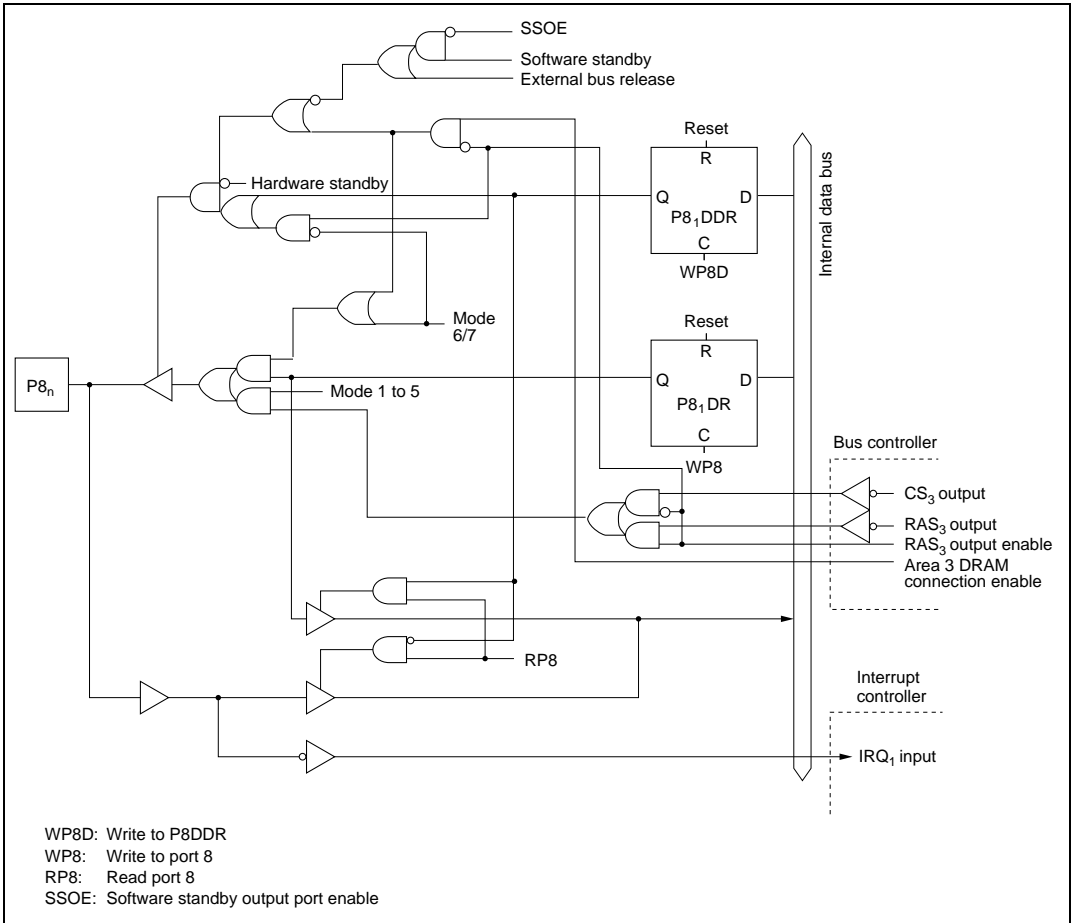 SSOE
Software standby
External bus release
Hardware standby
Reset
R
Q
D
P8₁DDR
C
WP8D
Internal data bus
Mode
6/7
Reset
R
P8ₙ
Q
D
Mode 1 to 5
P8₁DR
C
WP8
Bus controller
CS₃ output
RAS₃ output
RAS₃ output enable
Area 3 DRAM
connection enable
RP8
Interrupt
controller
IRQ₁ input
WP8D: Write to P8DDR
WP8: Write to port 8
RP8: Read port 8
SSOE: Software standby output port enable